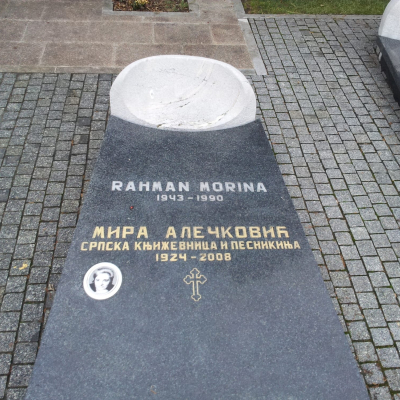 RAHMAN MORINA
1943-1990
МИРА АЛЕЧКОВИЋ
СРПСКА КЊИЖЕВНИЦА И ПЕСНИКИЊА
1924-2008